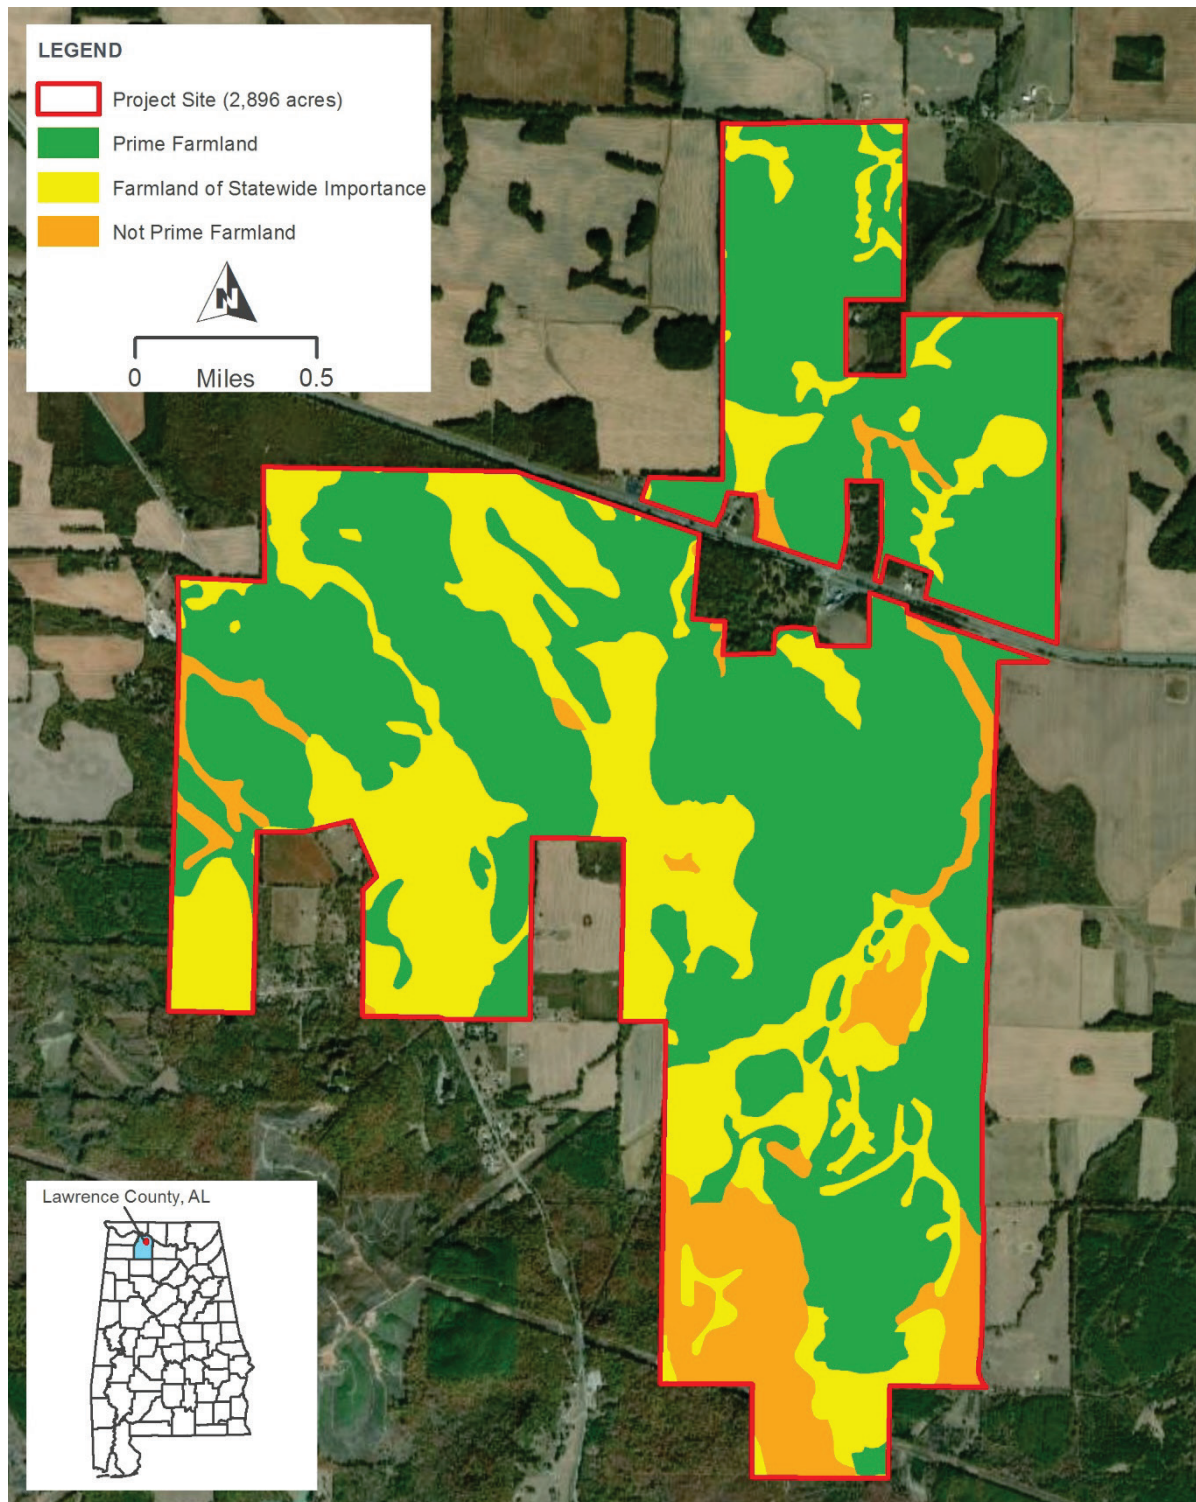 LEGEND
Project Site (2,896 acres)
Prime Farmland
Farmland of Statewide Importance
Not Prime Farmland
N
0 Miles 0.5
Lawrence County, AL